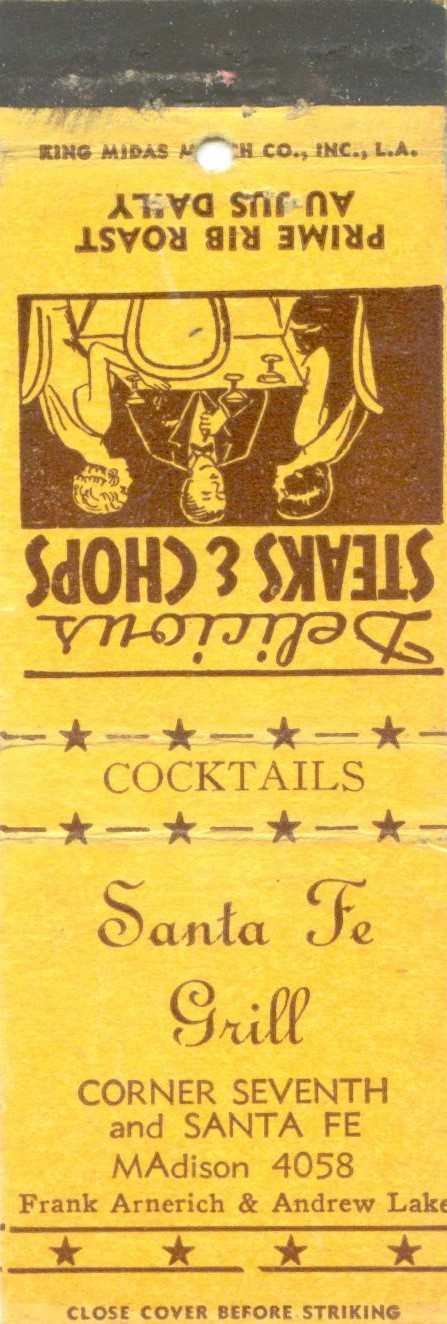 KING MIDAS M H CO., INC., L.A.
PRIME RIB ROAST
AU JUS DAILY
Delicious
STEAKS & CHOPS
COCKTAILS
Santa Fe
Grill
CORNER SEVENTH
and SANTA FE
MAdison 4058
Frank Arnerich & Andrew Lake
CLOSE COVER BEFORE STRIKING